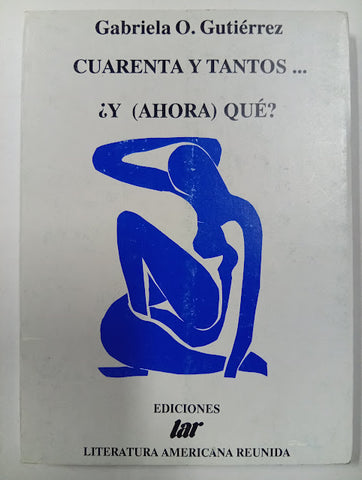 Gabriela O. Gutiérrez
CUARENTA Y TANTOS ...
¿Y (AHORA) QUÉ?
EDICIONES
lar
LITERATURA AMERICANA REUNIDA